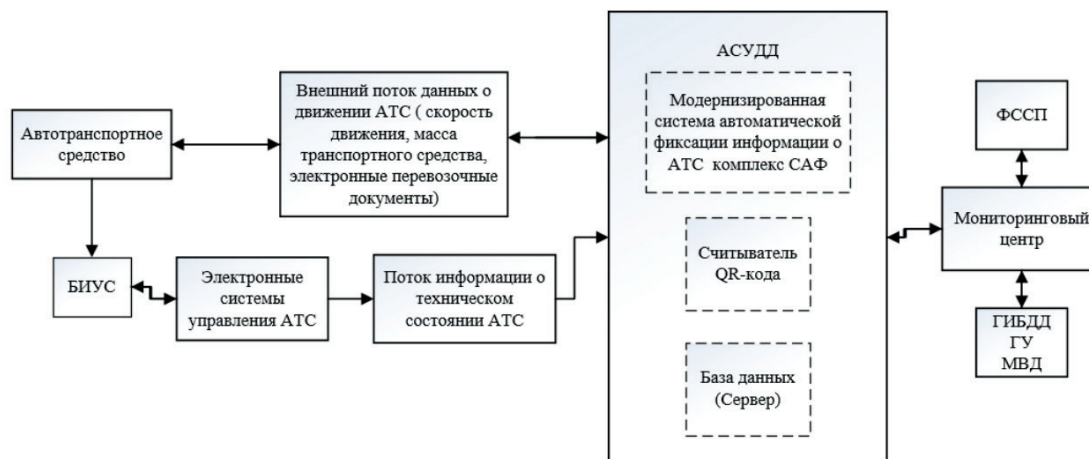 Автотранспортное
средство
Внешний поток данных о
движении АТС ( скорость
движения, масса
транспортного средства,
электронные перевозочные
документы)
БИУС
Электронные
системы
управления АТС
Поток информации о
техническом
состоянии АТС
АСУДД
Модернизированная
система автоматической
фиксации информации о
АТС комплекс САФ
Считыватель
QR-кода
База данных
(Сервер)
ФССП
Мониторинговый
центр
ГИБДД
ГУ
МВД